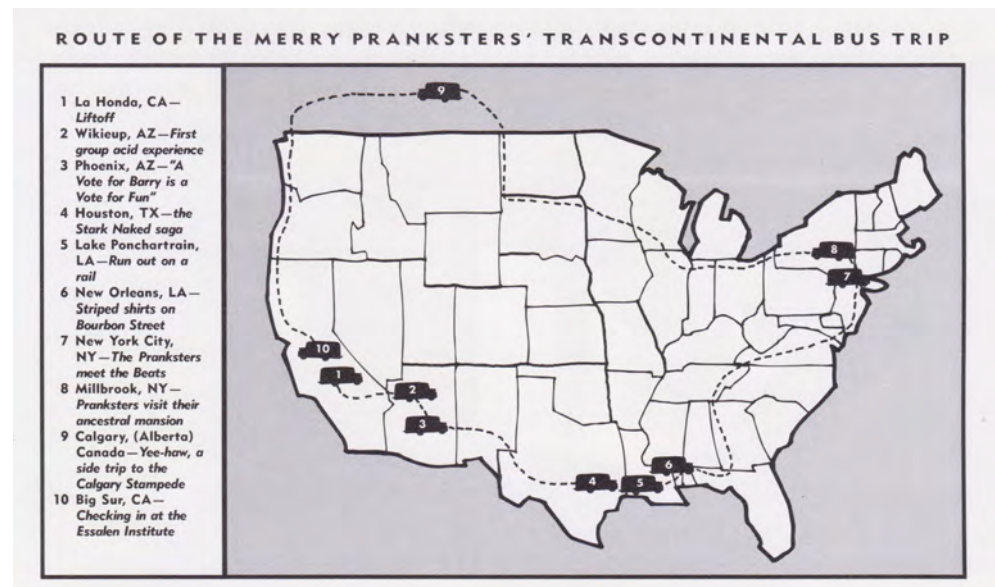 ROUTE OF THE MERRY PRANKSTERS' TRANSCONTINENTAL BUS TRIP
1 La Honda, CA—
Liftoff
2 Wikieup, AZ—First
group acid experience
3 Phoenix, AZ—"A
Vote for Barry is a
Vote for Fun"
4 Houston, TX—the
Stark Naked saga
5 Lake Ponchartrain,
LA—Run out on a
rail
6 New Orleans, LA—
Striped shirts on
Bourbon Street
7 New York City,
NY—The Pranksters
meet the Beats
8 Millbrook, NY—
Pranksters visit their
ancestral mansion
9 Calgary, (Alberta)
Canada—Yee-haw, a
side trip to the
Calgary Stampede
10 Big Sur, CA—
Checking in at the
Essalen Institute
9
8
7
10
1
2
3
6
4
5